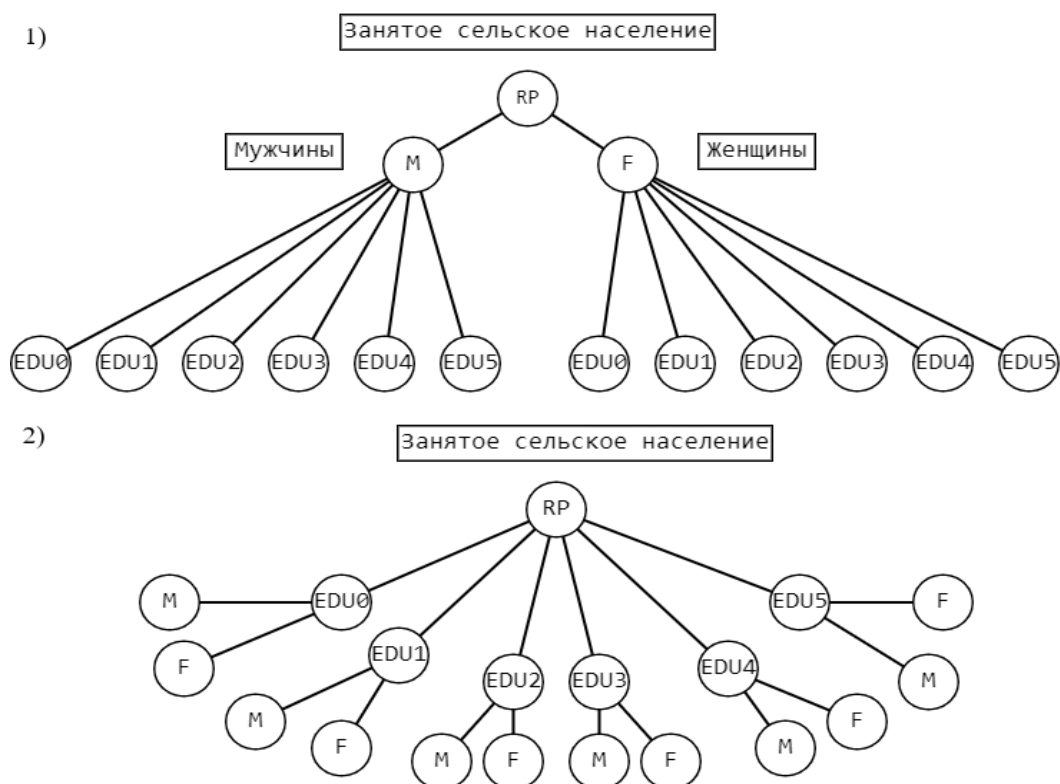 1)
Занятое сельское население
RP
Мужчины
M
F
Женщины
EDU0 EDU1 EDU2 EDU3 EDU4 EDU5 EDU0 EDU1 EDU2 EDU3 EDU4 EDU5
2)
Занятое сельское население
RP
M EDU0 EDU5 F
F EDU1 EDU2 EDU3 EDU4 M
M F M F M F M F